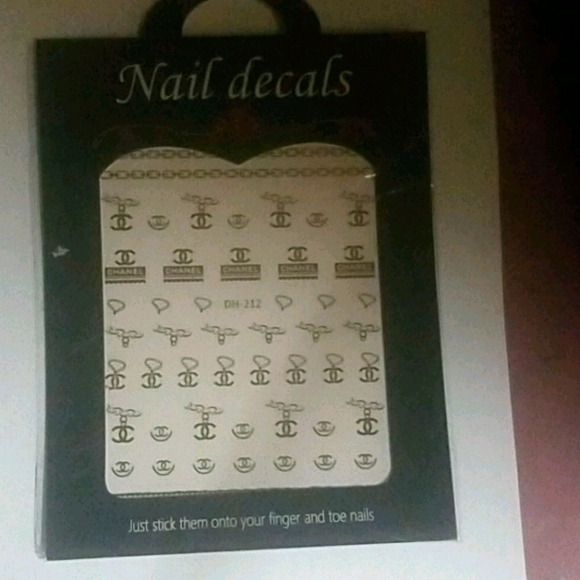 Nail decals
CHANEL CHANEL CHANEL CHANEL CHANEL
DH-212
Just stick them onto your finger and toe nails